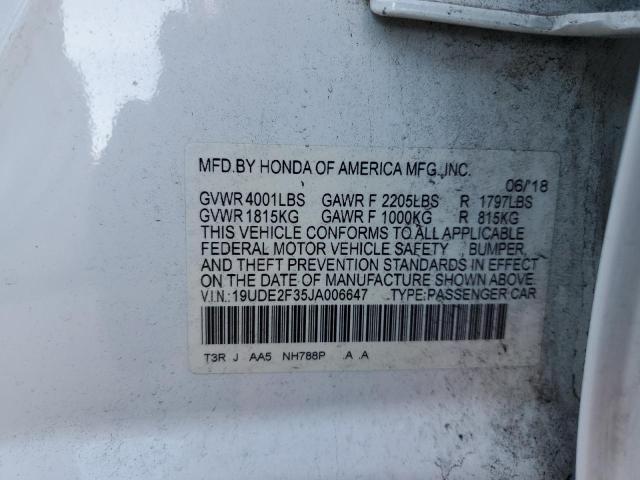 MFD.BY HONDA OF AMERICA MFG.,INC.
06/18
GVWR 4001LBS GAWR F 2205LBS R 1797LBS
GVWR 1815KG GAWR F 1000KG R 815KG
THIS VEHICLE CONFORMS TO ALL APPLICABLE
FEDERAL MOTOR VEHICLE SAFETY , BUMPER,
AND THEFT PREVENTION STANDARDS IN EFFECT
ON THE DATE OF MANUFACTURE SHOWN ABOVE.
V.I.N.: 19UDE2F35JA006647 TYPE:PASSENGER CAR
T3R J AA5 NH788P .A .A